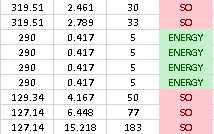 319.51 2.461 30 SO
319.51 2.789 33 SO
290 0.417 5 ENERGY
290 0.417 5 ENERGY
290 0.417 5 ENERGY
290 0.417 5 ENERGY
129.34 4.167 50 SO
127.14 6.448 77 SO
127.14 15.218 183 SO